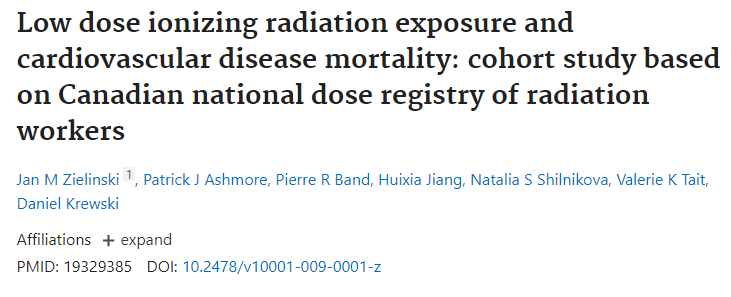 Low dose ionizing radiation exposure and
cardiovascular disease mortality: cohort study based
on Canadian national dose registry of radiation
workers
Jan M Zielinski 1, Patrick J Ashmore, Pierre R Band, Huixia Jiang, Natalia S Shilnikova, Valerie K Tait,
Daniel Krewski
Affiliations + expand
PMID: 19329385 DOI: 10.2478/v10001-009-0001-z